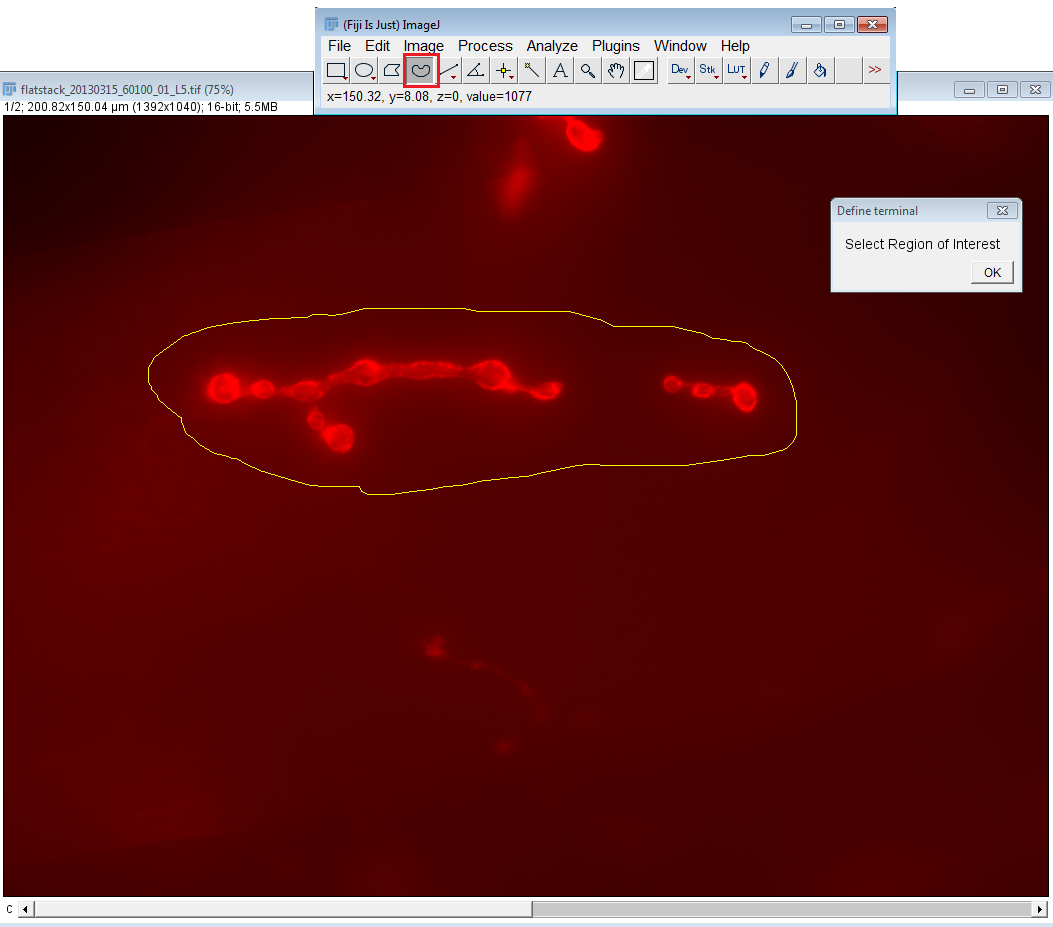 (Fiji Is Just) ImageJ
File Edit Image Process Analyze Plugins Window Help
Dev Stk LUT >>
x=150.32, y=8.08, z=0, value=1077
flatstack_20130315_60100_01_L5.tif (75%)
1/2; 200.82x150.04 µm (1392x1040); 16-bit; 5.5MB
Define terminal
Select Region of Interest
OK
c